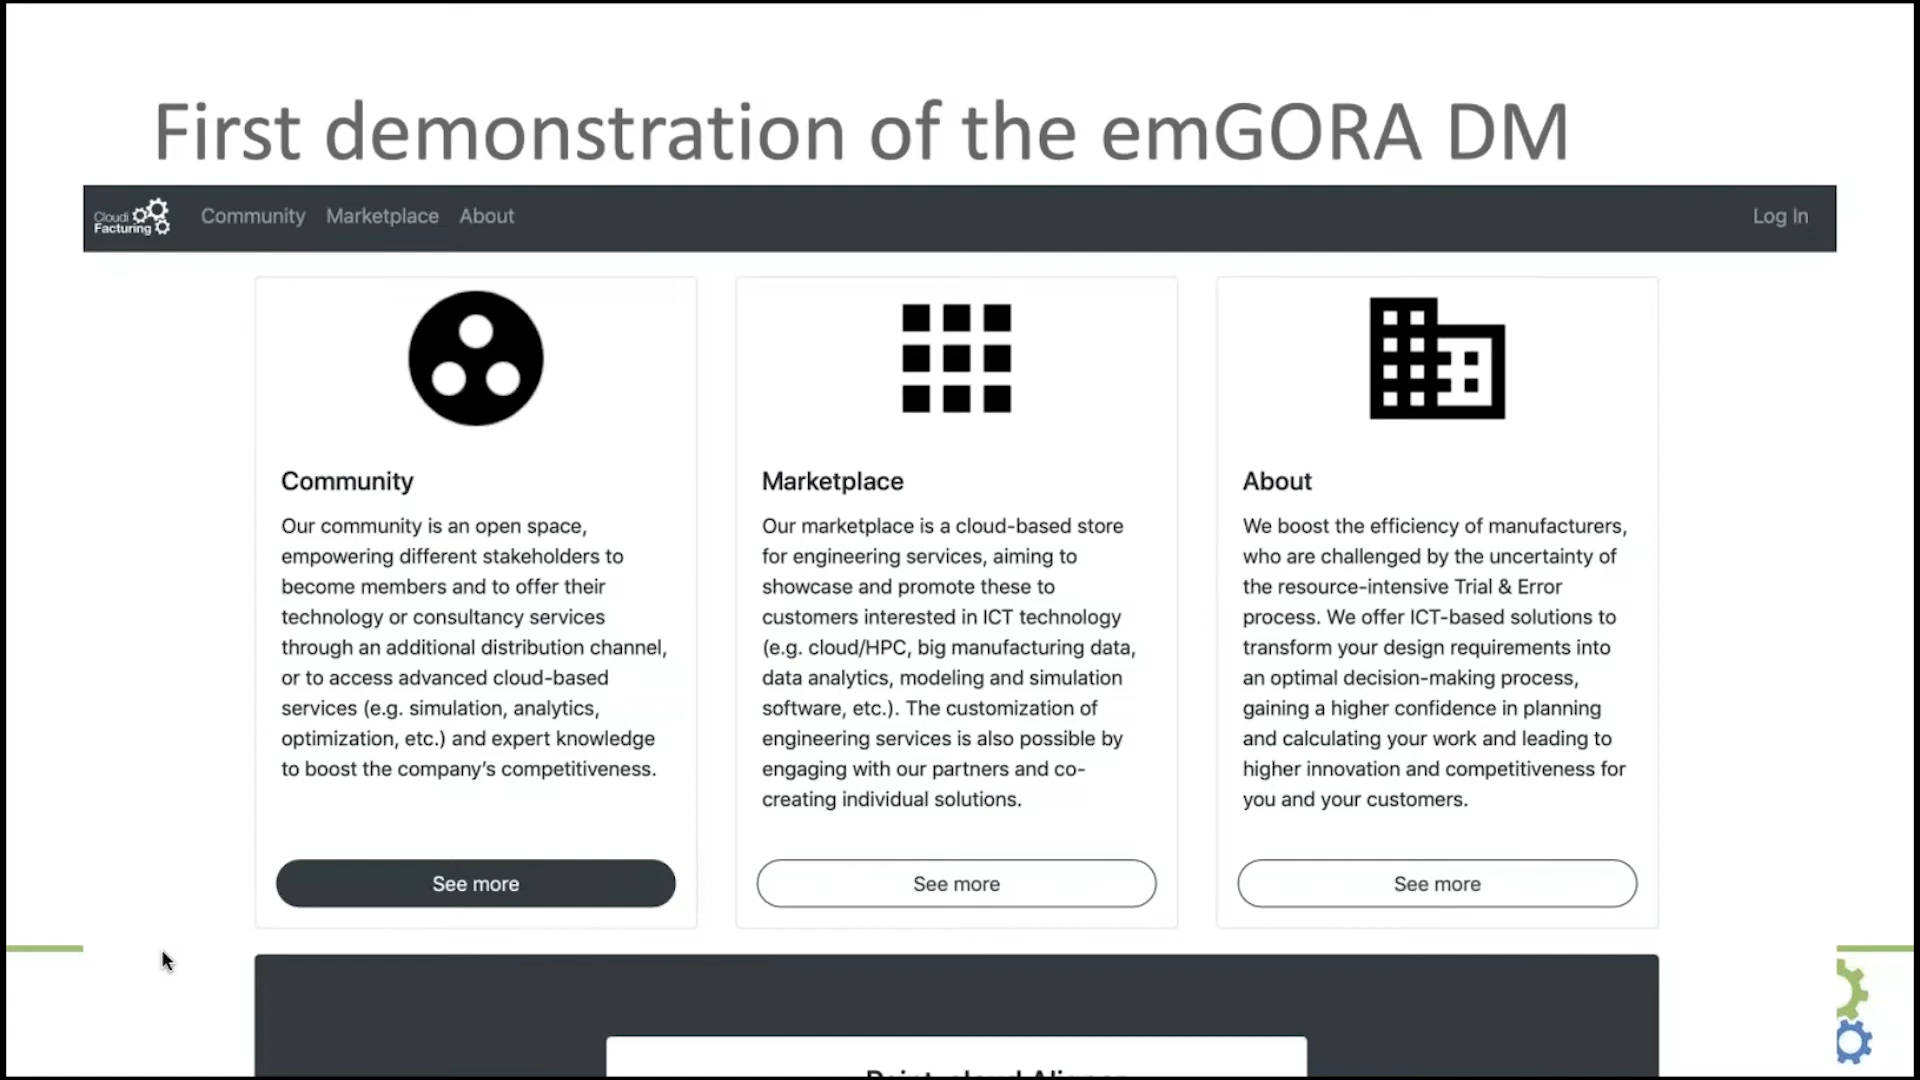 First demonstration of the emGORA DM
Cloudi
Facturing
Community
Marketplace
About
Log In
Community
Our community is an open space,
empowering different stakeholders to
become members and to offer their
technology or consultancy services
through an additional distribution channel,
or to access advanced cloud-based
services (e.g. simulation, analytics,
optimization, etc.) and expert knowledge
to boost the company's competitiveness.
See more
Marketplace
Our marketplace is a cloud-based store
for engineering services, aiming to
showcase and promote these to
customers interested in ICT technology
(e.g. cloud/HPC, big manufacturing data,
data analytics, modeling and simulation
software, etc.). The customization of
engineering services is also possible by
engaging with our partners and co-
creating individual solutions.
See more
About
We boost the efficiency of manufacturers,
who are challenged by the uncertainty of
the resource-intensive Trial & Error
process. We offer ICT-based solutions to
transform your design requirements into
an optimal decision-making process,
gaining a higher confidence in planning
and calculating your work and leading to
higher innovation and competitiveness for
you and your customers.
See more